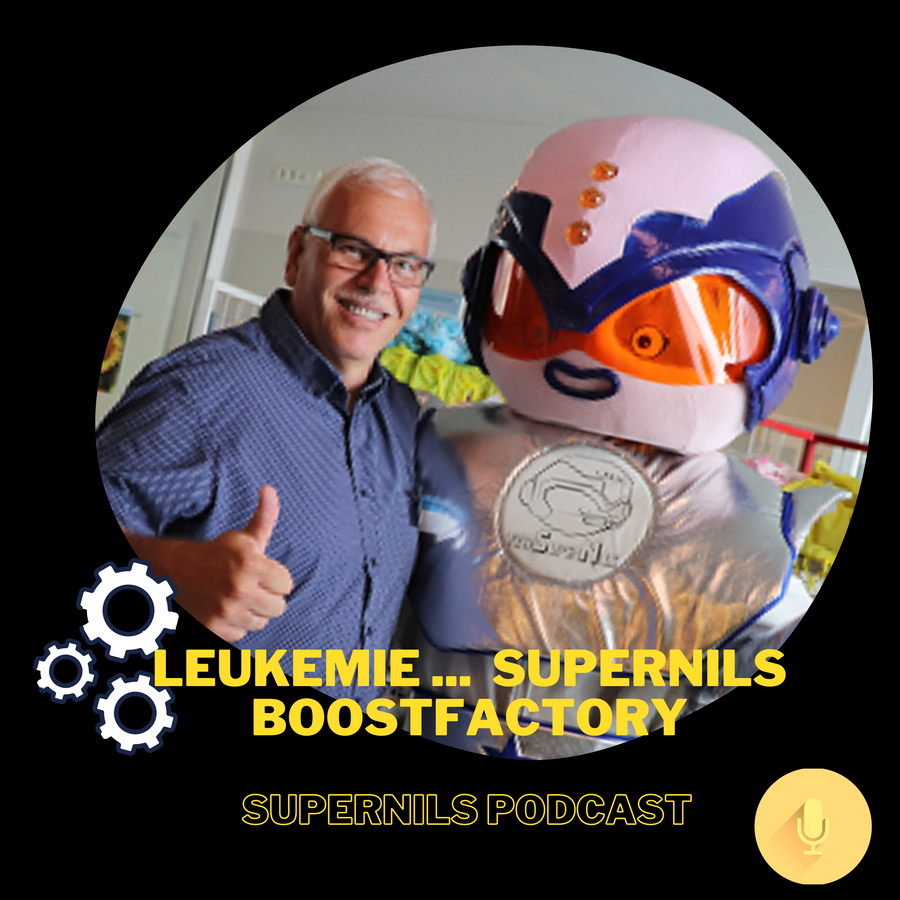 LEUKEMIE ... SUPERNILS
BOOSTFACTORY
SUPERNILS PODCAST